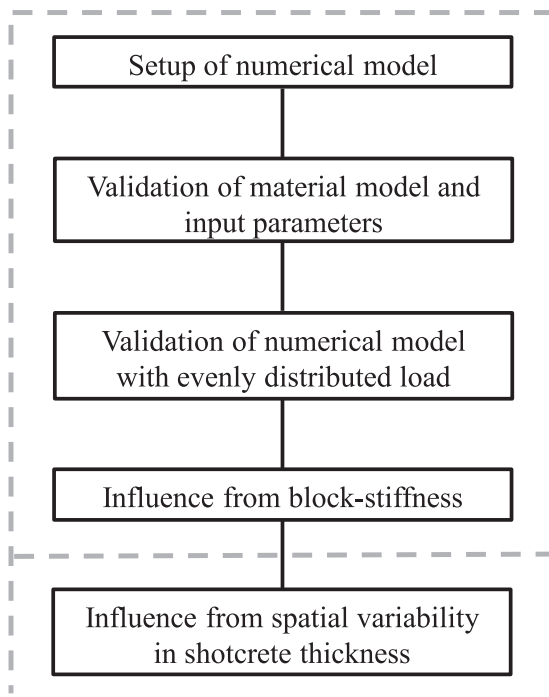 Setup of numerical model
Validation of material model and
input parameters
Validation of numerical model
with evenly distributed load
Influence from block-stiffness
Influence from spatial variability
in shotcrete thickness